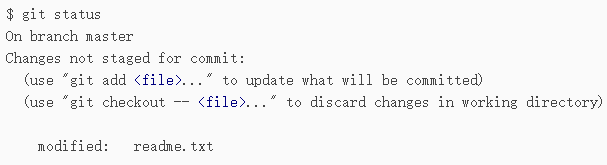 $ git status
On branch master
Changes not staged for commit:
(use "git add <file>..." to update what will be committed)
(use "git checkout -- <file>..." to discard changes in working directory)
modified: readme.txt